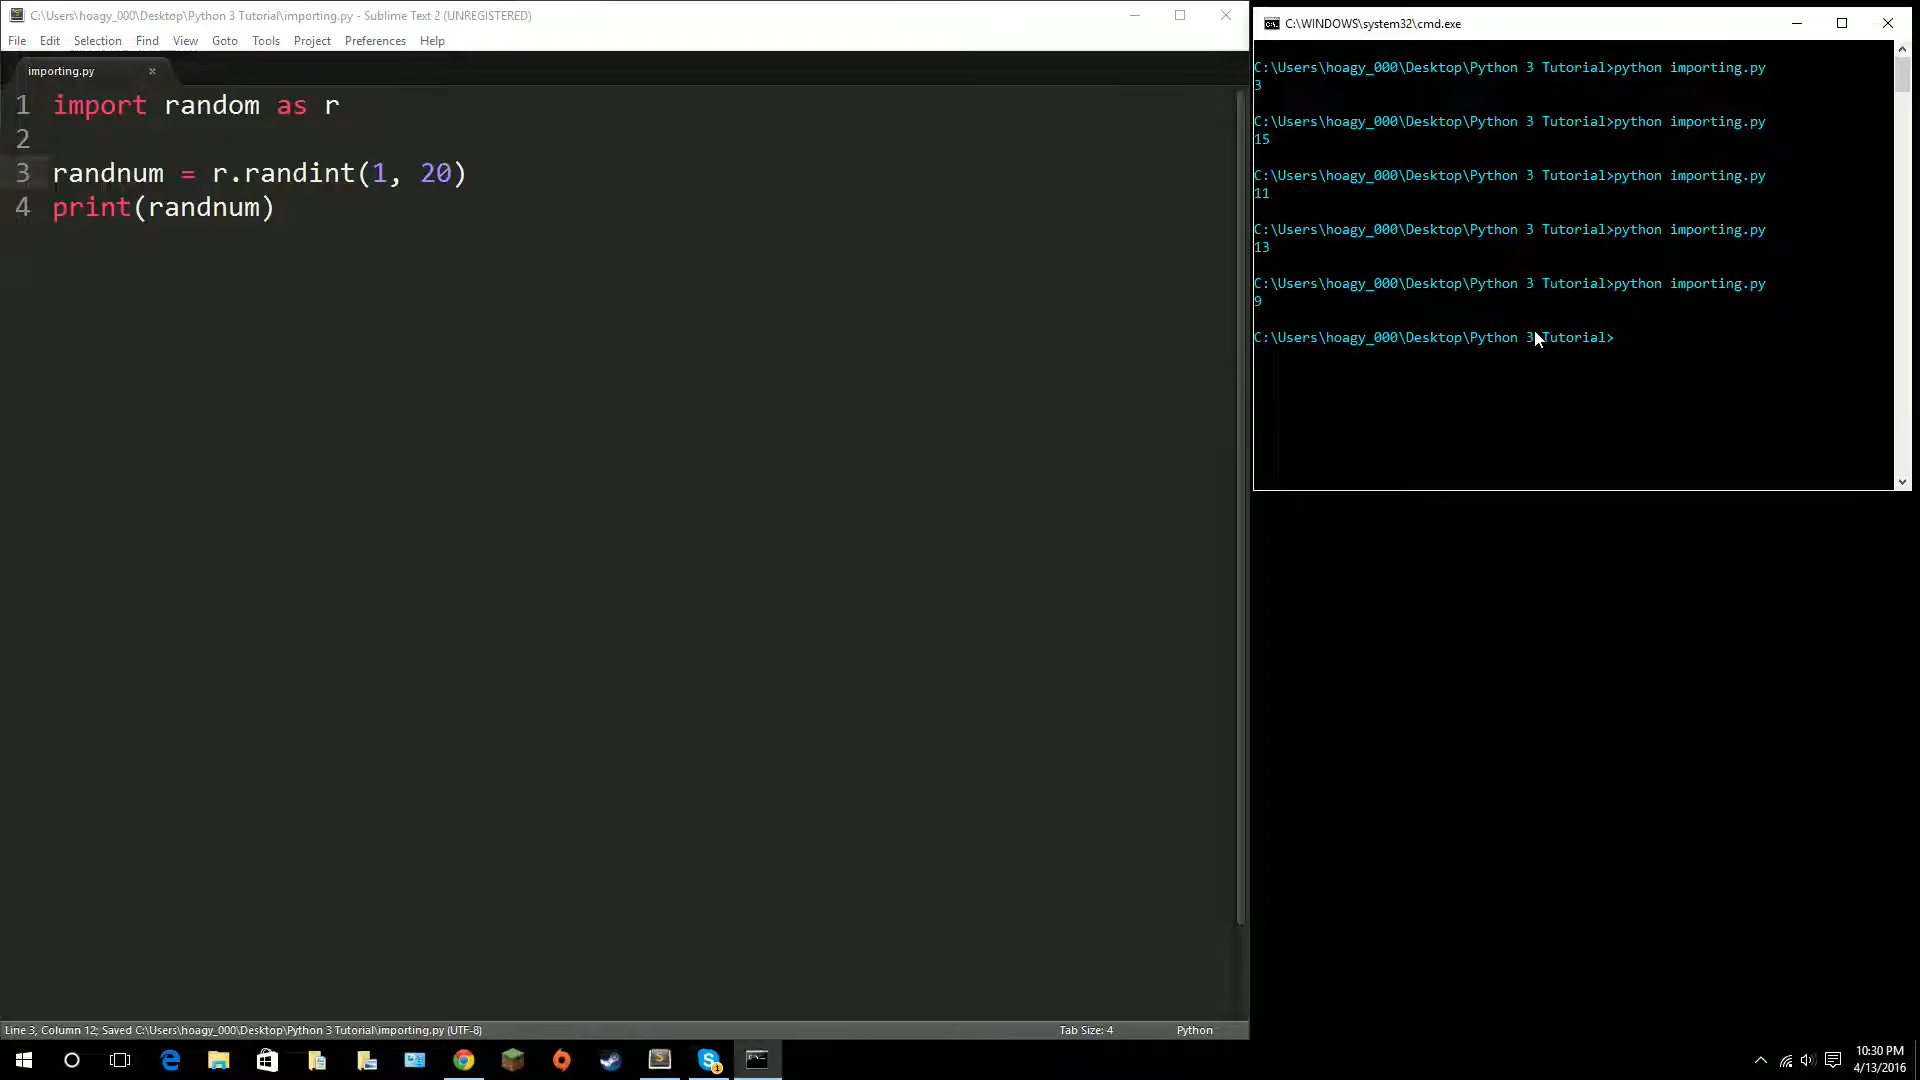 C:\Users\hoagy_000\Desktop\Python 3 Tutorial\importing.py - Sublime Text 2 (UNREGISTERED)
File Edit Selection Find View Goto Tools Project Preferences Help
importing.py
1 import random as r
2
3 randnum = r.randint(1, 20)
4 print(randnum)
Line 3, Column 12; Saved C:\Users\hoagy_000\Desktop\Python 3 Tutorial\importing.py (UTF-8)
Tab Size: 4
Python
C:\WINDOWS\system32\cmd.exe
C:\Users\hoagy_000\Desktop\Python 3 Tutorial>python importing.py
3
C:\Users\hoagy_000\Desktop\Python 3 Tutorial>python importing.py
15
C:\Users\hoagy_000\Desktop\Python 3 Tutorial>python importing.py
11
C:\Users\hoagy_000\Desktop\Python 3 Tutorial>python importing.py
13
C:\Users\hoagy_000\Desktop\Python 3 Tutorial>python importing.py
9
C:\Users\hoagy_000\Desktop\Python 3 Tutorial>
10:30 PM
4/13/2016